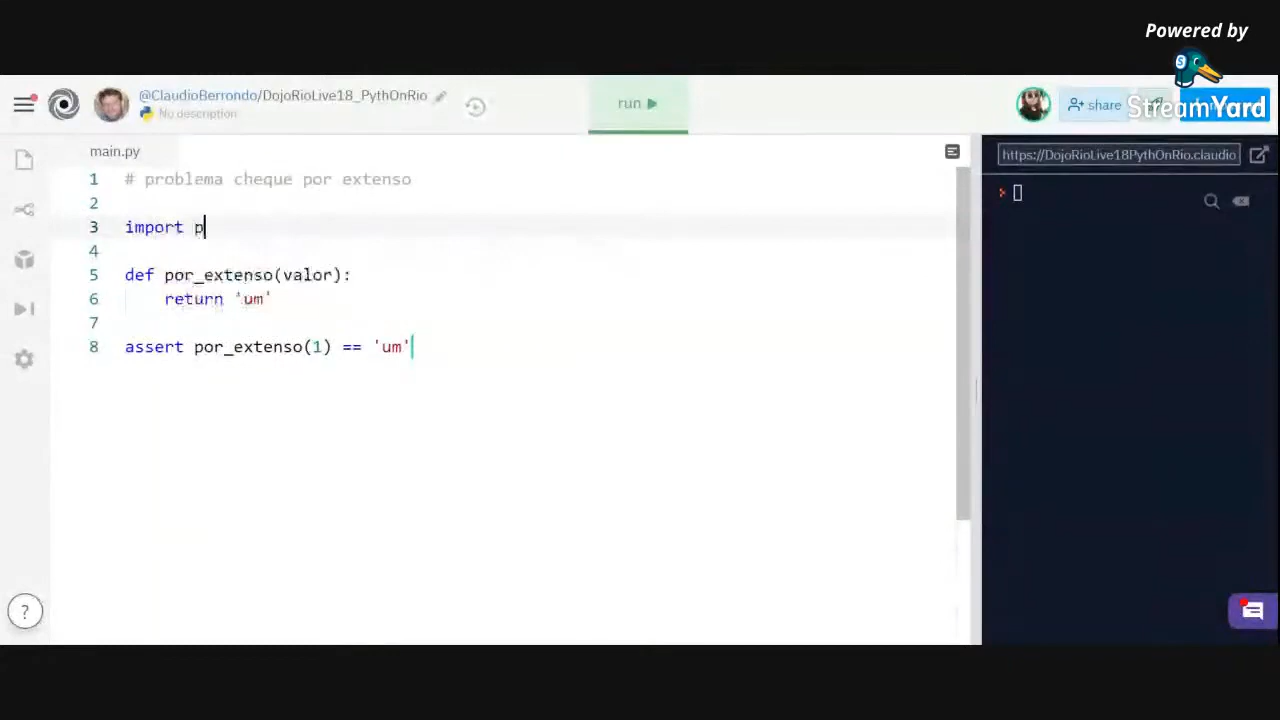 Powered by
StreamYard
@ClaudioBerrondo/DojoRioLive18_PythOnRio
No description
run
share
main.py
https://DojoRioLive18PythOnRio.claudio
1 # problema cheque por extenso
2
3 import p
4
5 def por_extenso(valor):
6 return 'um'
7
8 assert por_extenso(1) == 'um'
?